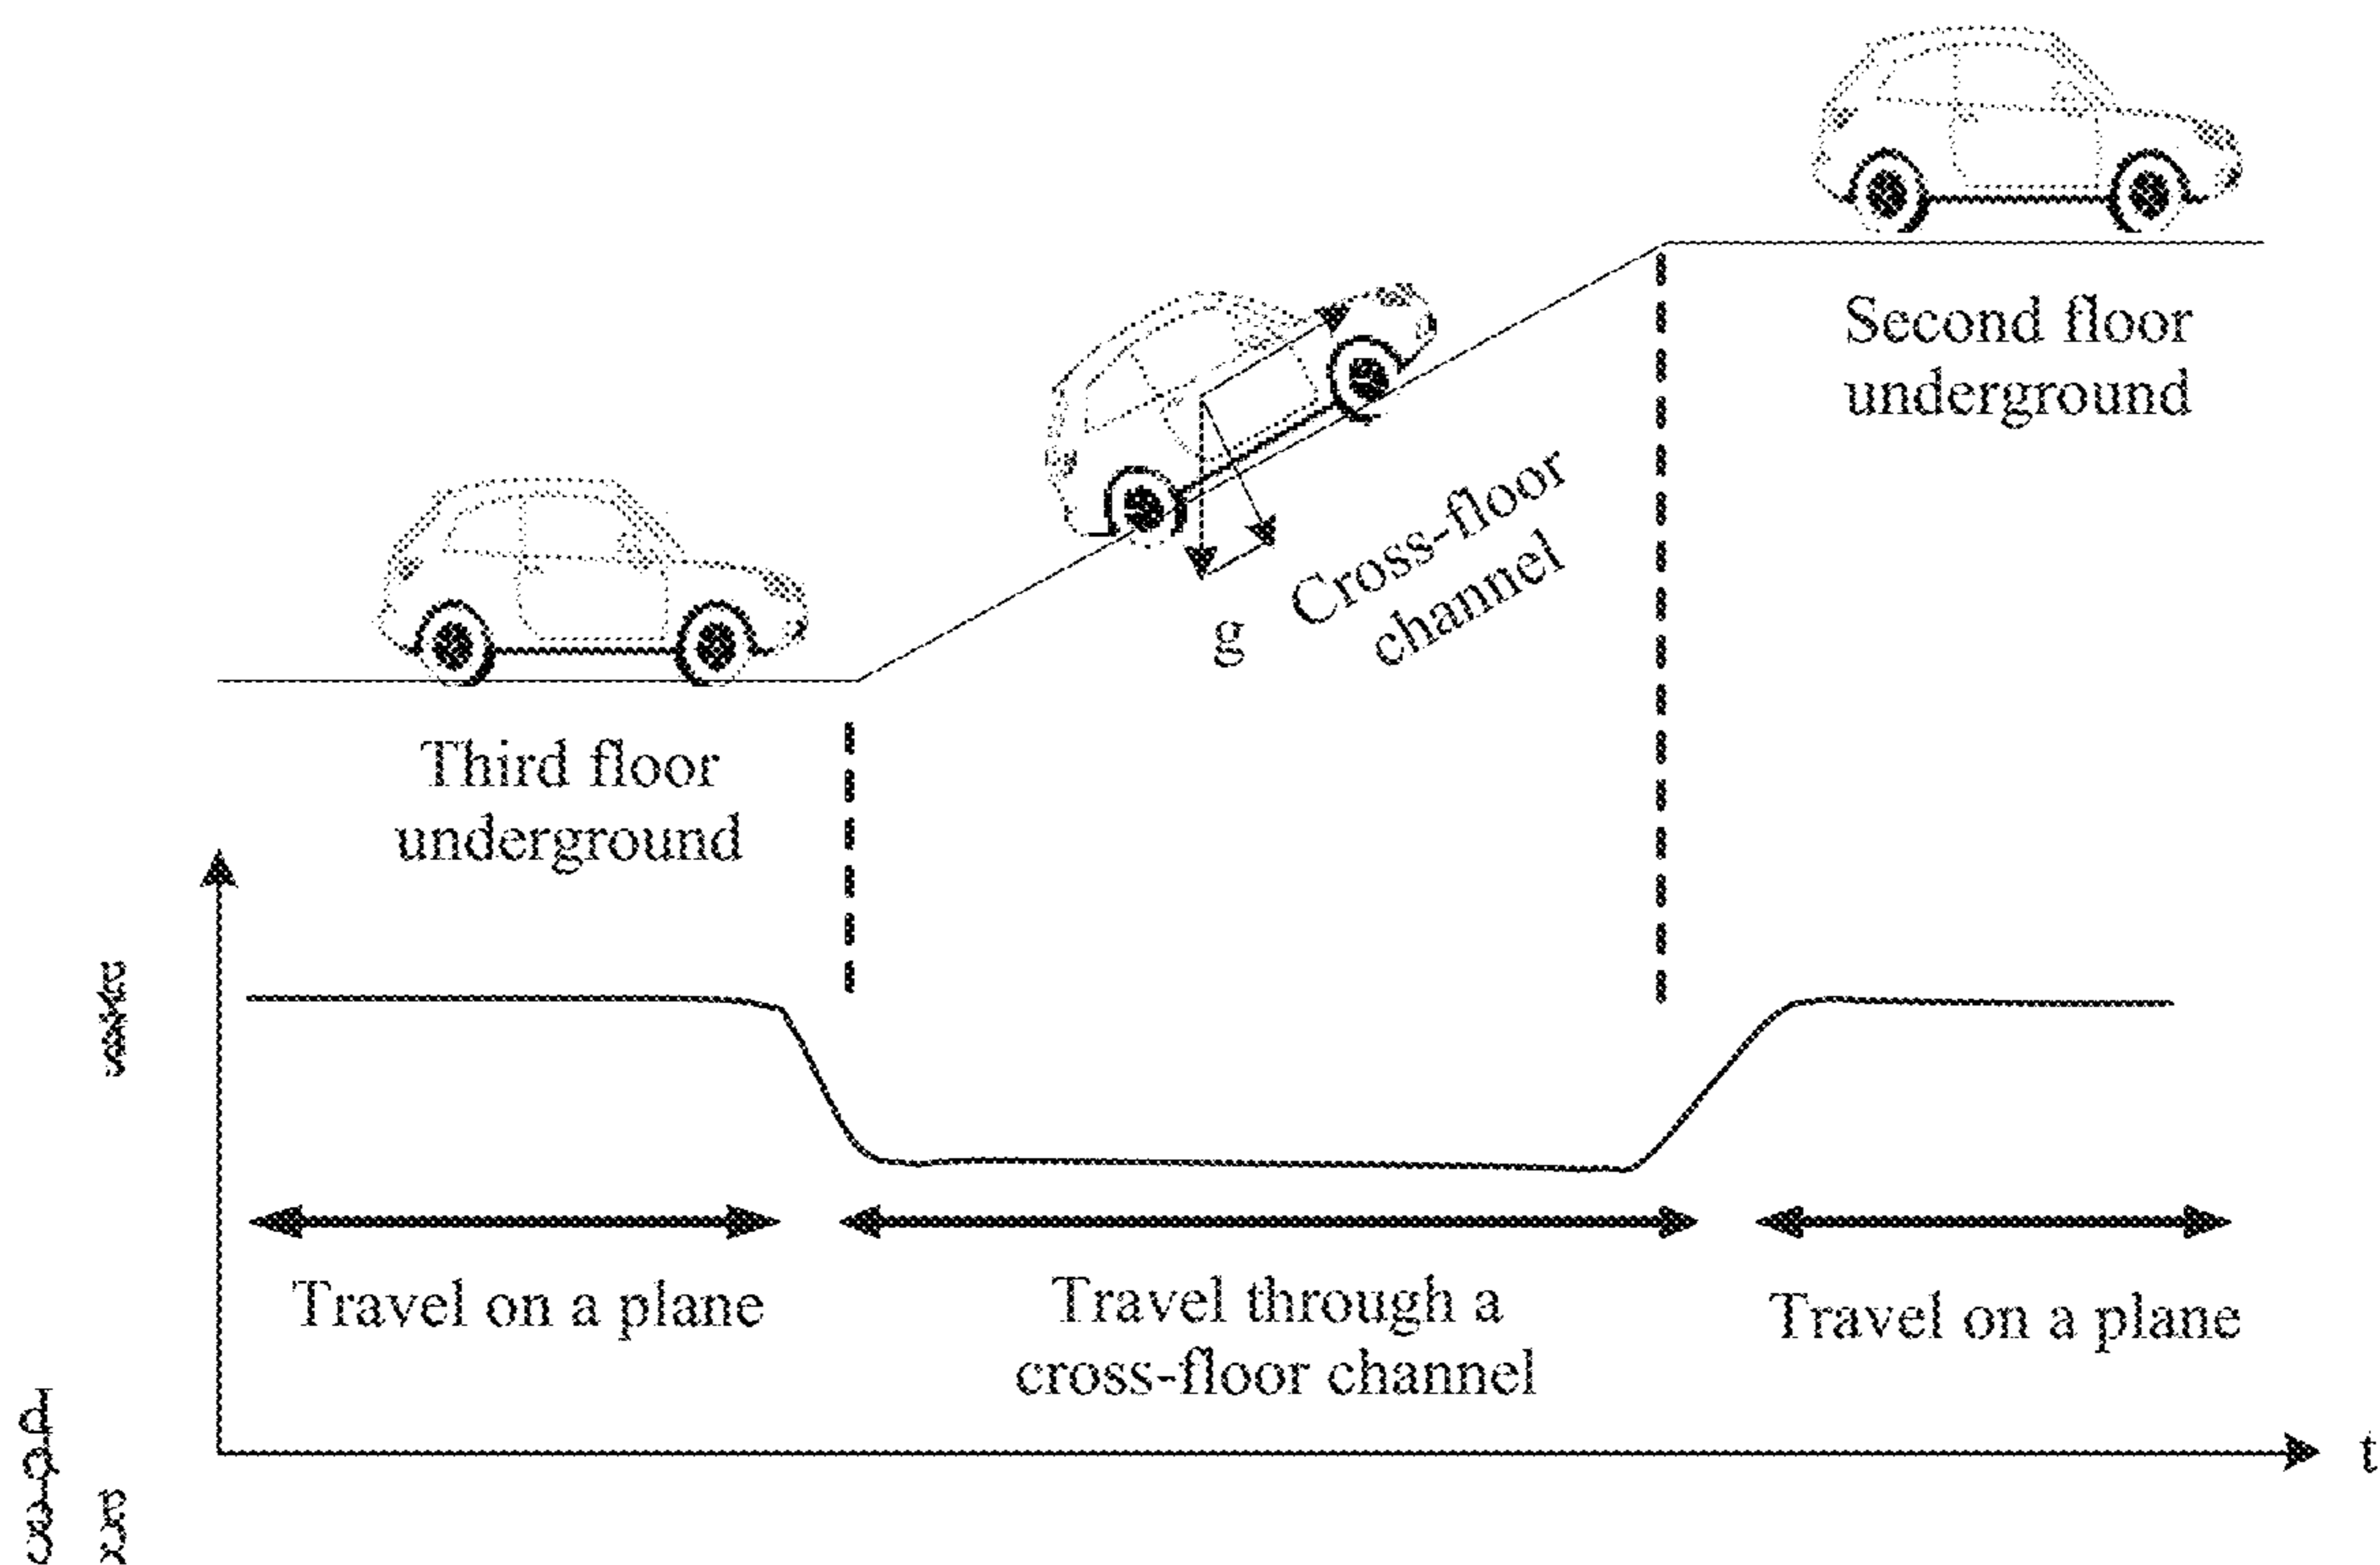 Second floor
underground
Cross-floor
channel
g
Third floor
underground
Travel on a plane
Travel through a
cross-floor channel
Travel on a plane
t